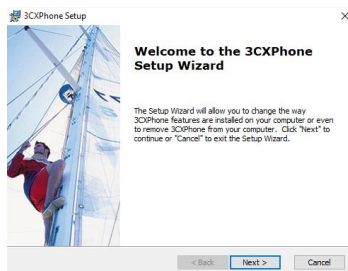 3CXPhone Setup
Welcome to the 3CXPhone
Setup Wizard
The Setup Wizard will allow you to change the way
3CXPhone features are installed on your computer or even
to remove 3CXPhone from your computer. Click "Next" to
continue or "Cancel" to exit the Setup Wizard.
< Back Next > Cancel